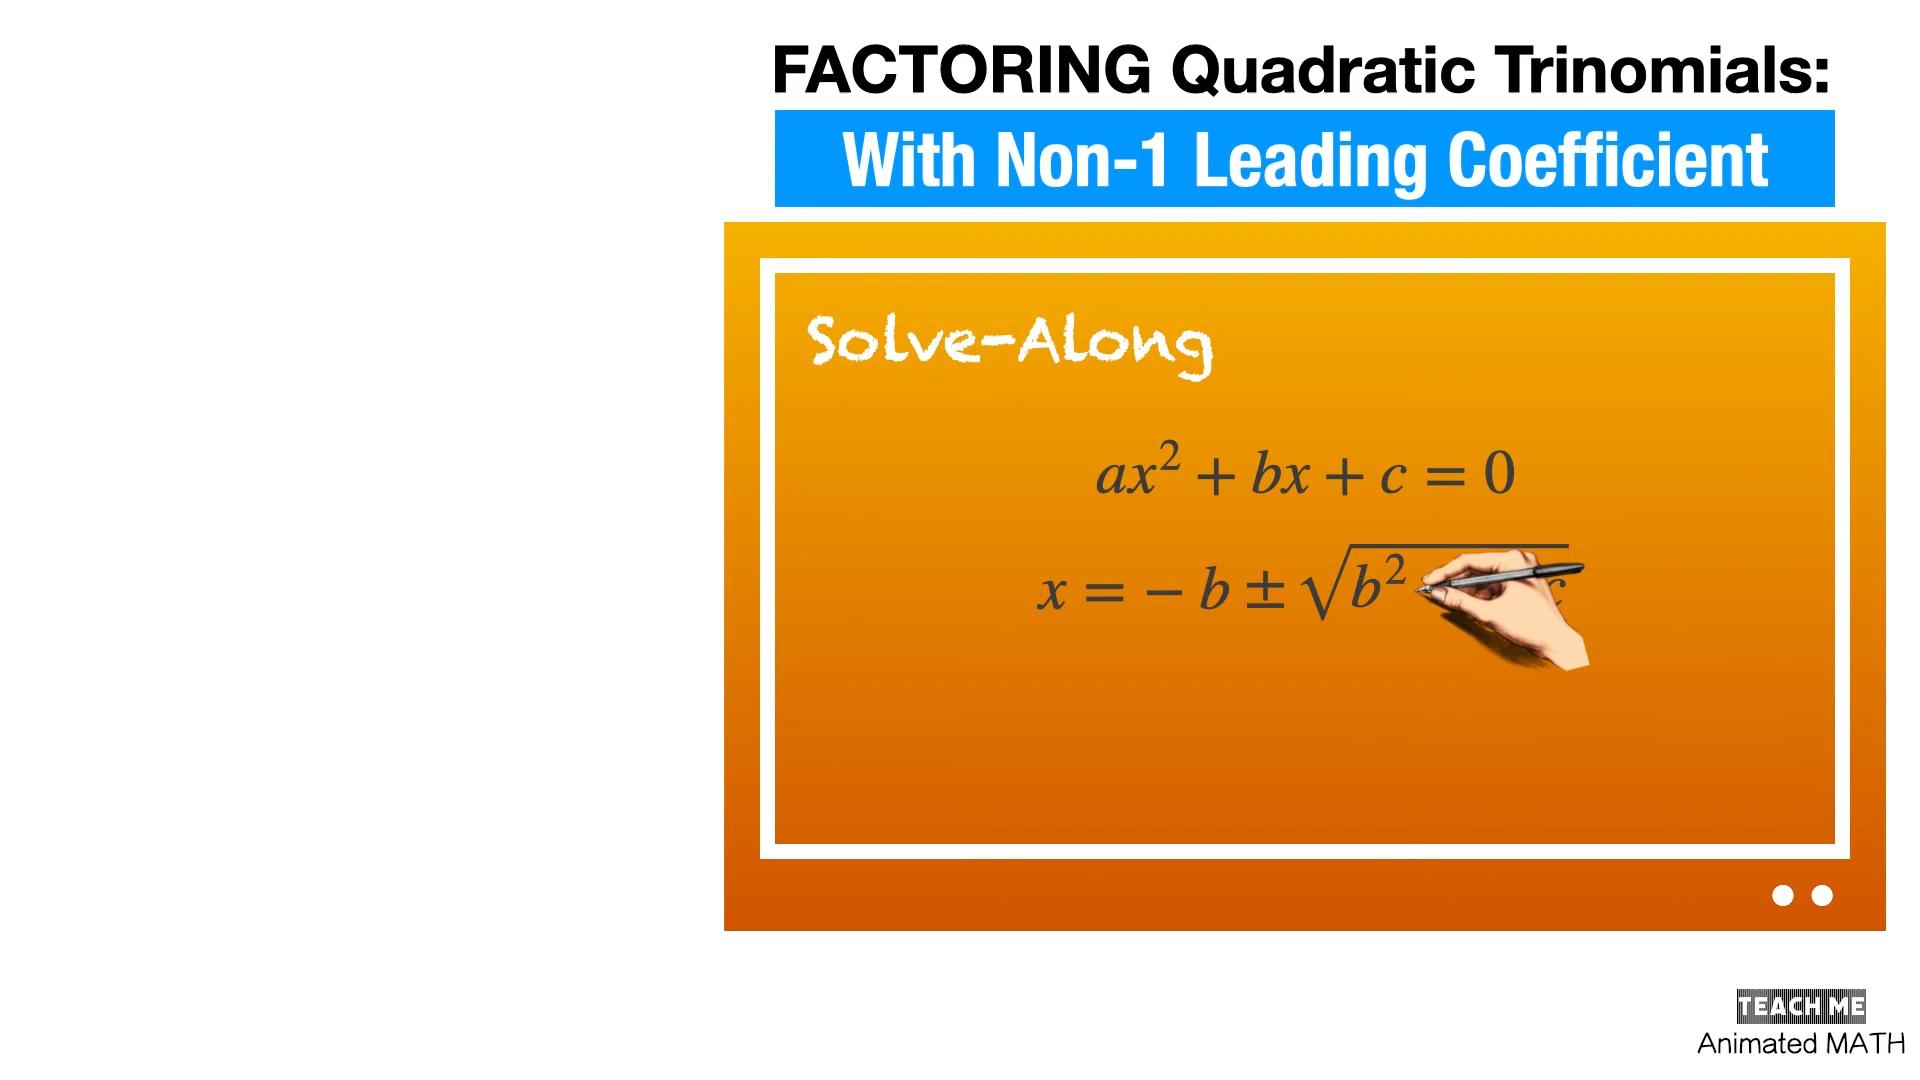 FACTORING Quadratic Trinomials:
With Non-1 Leading Coefficient
Solve-Along
ax² + bx + c = 0
x = − b ± √b² c
TEACH ME
Animated MATH